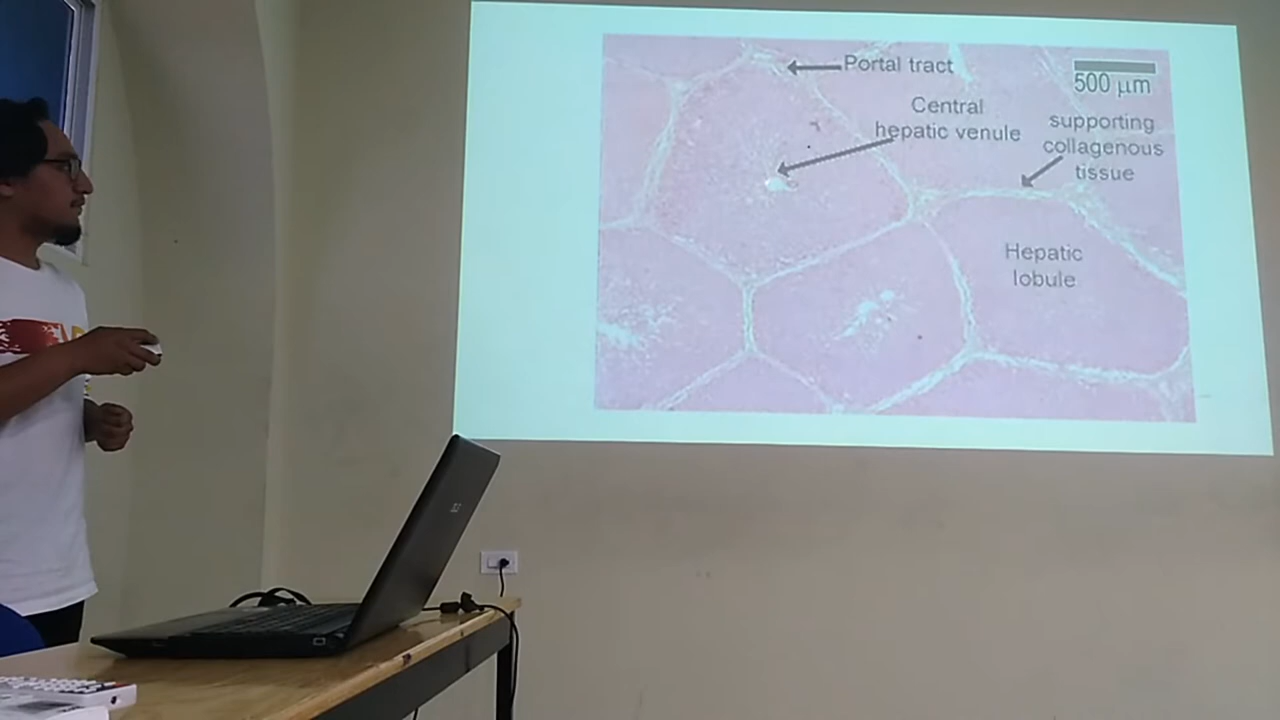 Portal tract
500 μm
Central
hepatic venule
supporting
collagenous
tissue
Hepatic
lobule